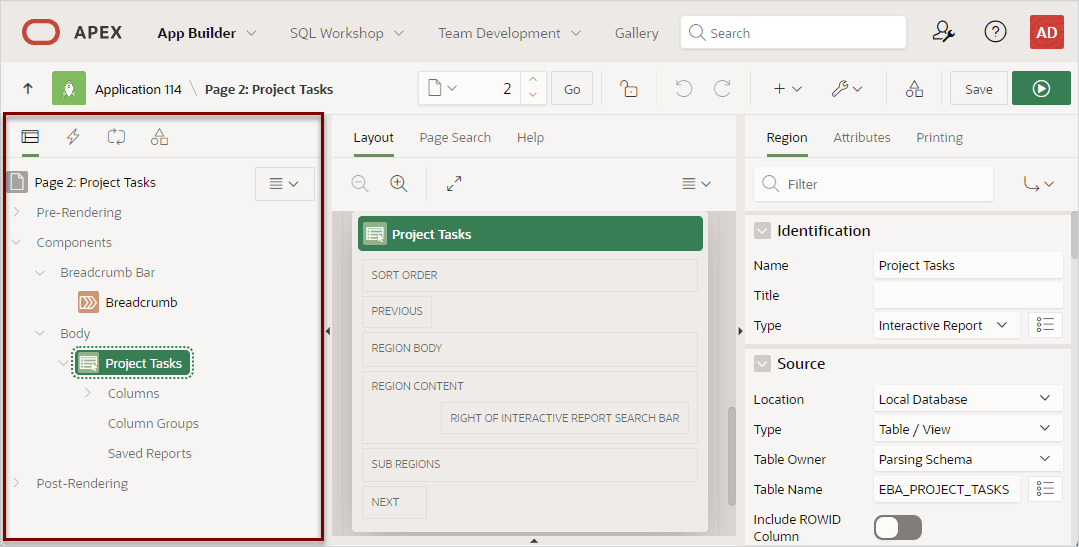 APEX App Builder SQL Workshop Team Development Gallery Search AD
Application 114 \ Page 2: Project Tasks 2 Go Save
Page 2: Project Tasks
Pre-Rendering
Components
Breadcrumb Bar
Breadcrumb
Body
Project Tasks
Columns
Column Groups
Saved Reports
Post-Rendering
Layout Page Search Help
Project Tasks
SORT ORDER
PREVIOUS
REGION BODY
REGION CONTENT
RIGHT OF INTERACTIVE REPORT SEARCH BAR
SUB REGIONS
NEXT
Region Attributes Printing
Filter
Identification
Name Project Tasks
Title
Type Interactive Report
Source
Location Local Database
Type Table / View
Table Owner Parsing Schema
Table Name EBA_PROJECT_TASKS
Include ROWID
Column